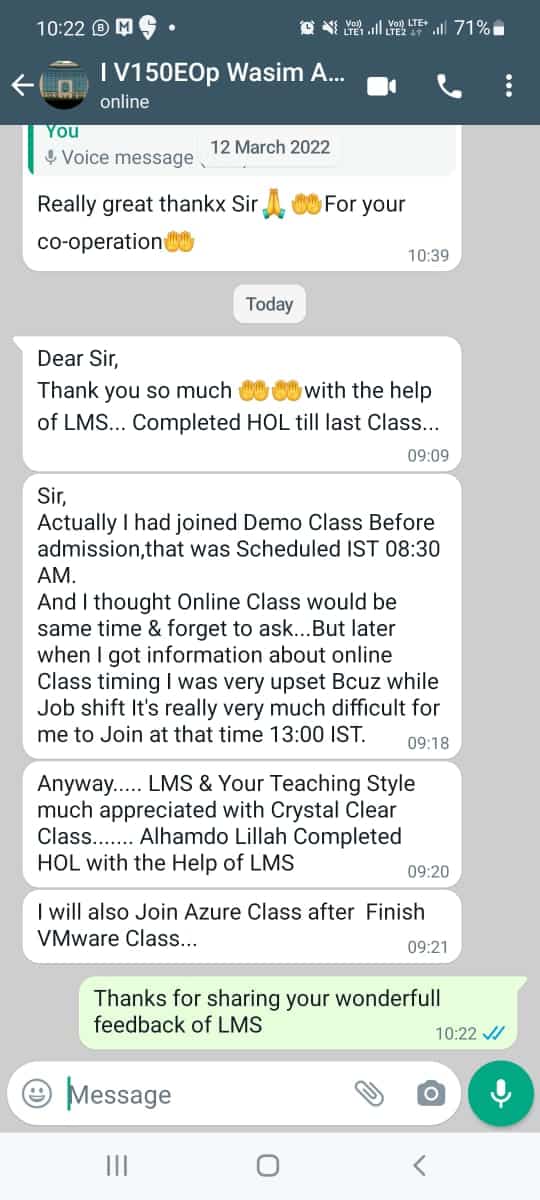 10:22
71%
I V150EOp Wasim A...
online
You
Voice message
12 March 2022
Really great thankx Sir🙏 🤲For your
co-operation🤲
10:39
Today
Dear Sir,
Thank you so much 🤲🤲with the help
of LMS... Completed HOL till last Class...
09:09
Sir,
Actually I had joined Demo Class Before
admission,that was Scheduled IST 08:30
AM.
And I thought Online Class would be
same time & forget to ask...But later
when I got information about online
Class timing I was very upset Bcuz while
Job shift It's really very much difficult for
me to Join at that time 13:00 IST.
09:18
Anyway..... LMS & Your Teaching Style
much appreciated with Crystal Clear
Class....... Alhamdo Lillah Completed
HOL with the Help of LMS
09:20
I will also Join Azure Class after  Finish
VMware Class...
09:21
Thanks for sharing your wonderfull
feedback of LMS
10:22
Message